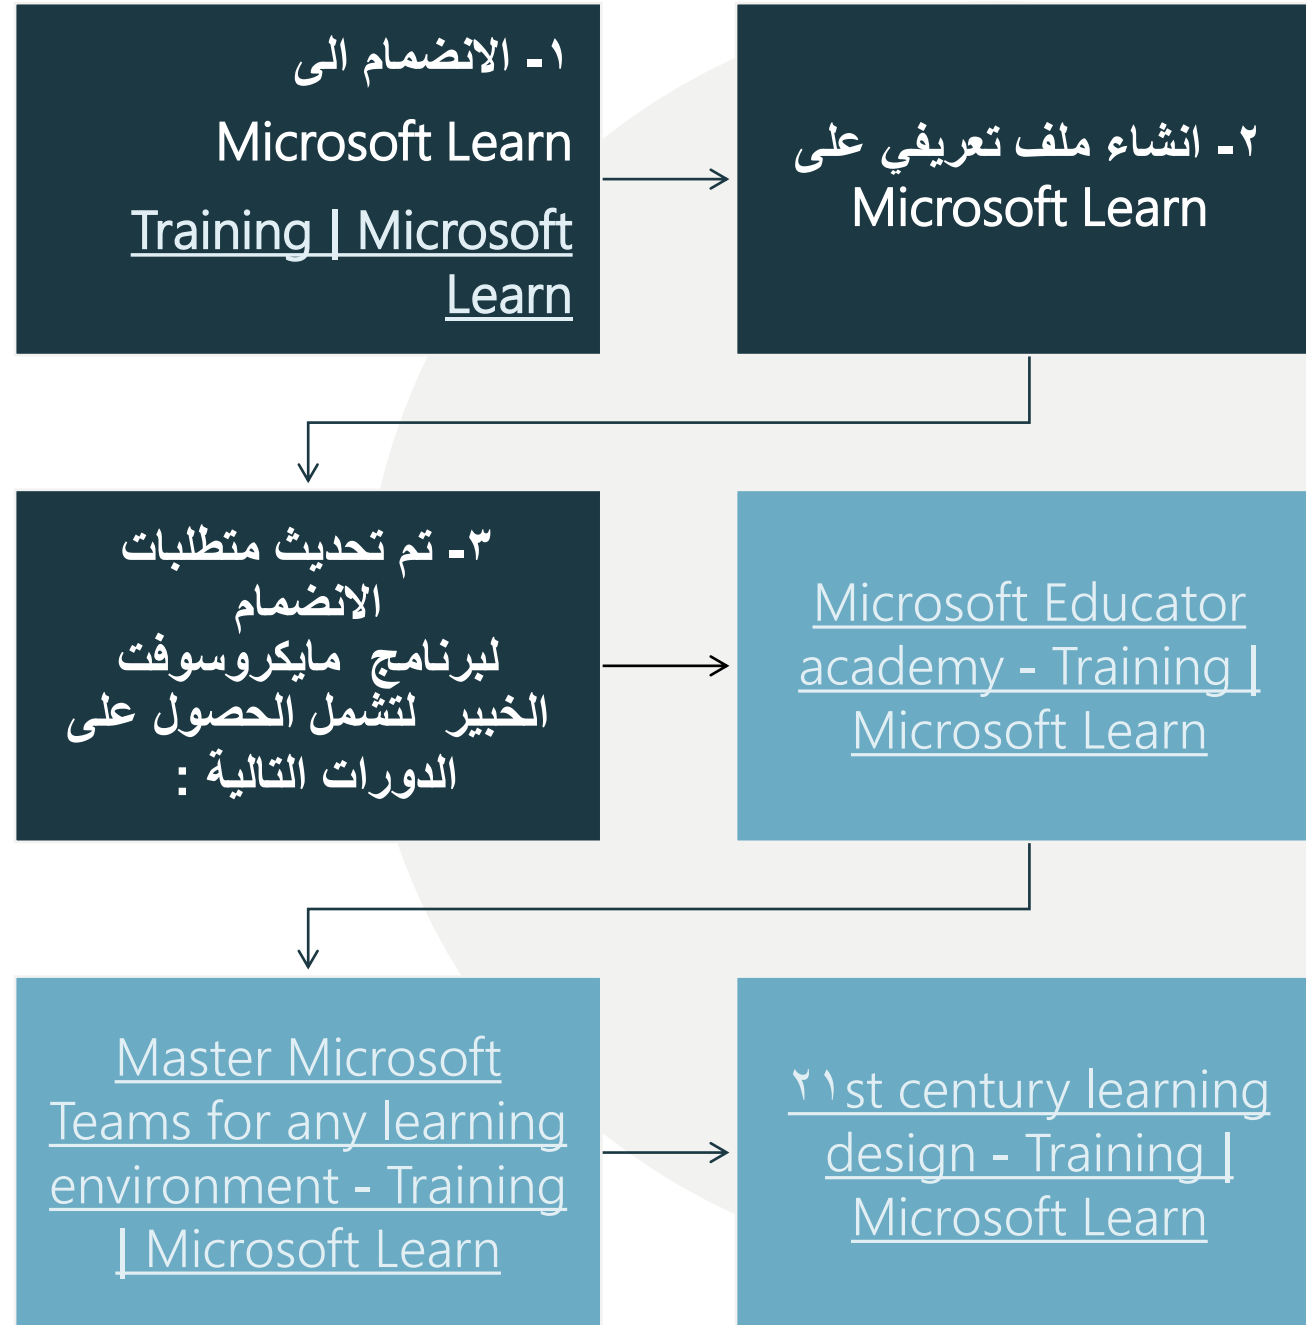 ١- الانضمام الى
Microsoft Learn
Training | Microsoft
Learn
٢- انشاء ملف تعريفي على
Microsoft Learn
٣- تم تحديث متطلبات
الانضمام
لبرنامج مايكروسوفت
الخبير لتشمل الحصول على
الدورات التالية :
Microsoft Educator
academy - Training |
Microsoft Learn
Master Microsoft
Teams for any learning
environment - Training
| Microsoft Learn
٢١st century learning
design - Training |
Microsoft Learn